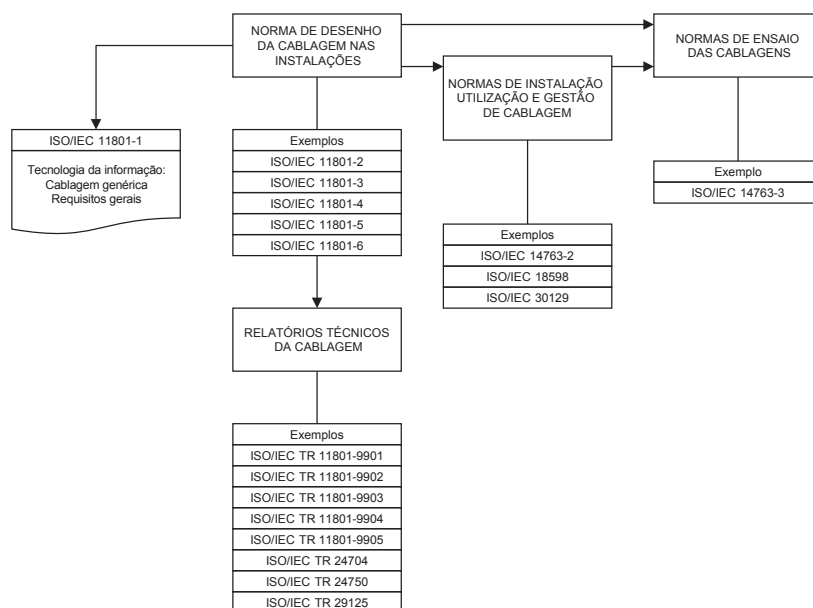 NORMA DE DESENHO
DA CABLAGEM NAS
INSTALAÇÕES
NORMAS DE ENSAIO
DAS CABLAGENS
NORMAS DE INSTALAÇÃO
UTILIZAÇÃO E GESTÃO
DE CABLAGEM
ISO/IEC 11801-1
Tecnologia da informação:
Cablagem genérica
Requisitos gerais
Exemplos
ISO/IEC 11801-2
ISO/IEC 11801-3
ISO/IEC 11801-4
ISO/IEC 11801-5
ISO/IEC 11801-6
Exemplo
ISO/IEC 14763-3
Exemplos
ISO/IEC 14763-2
ISO/IEC 18598
ISO/IEC 30129
RELATÓRIOS TÉCNICOS
DA CABLAGEM
Exemplos
ISO/IEC TR 11801-9901
ISO/IEC TR 11801-9902
ISO/IEC TR 11801-9903
ISO/IEC TR 11801-9904
ISO/IEC TR 11801-9905
ISO/IEC TR 24704
ISO/IEC TR 24750
ISO/IEC TR 29125